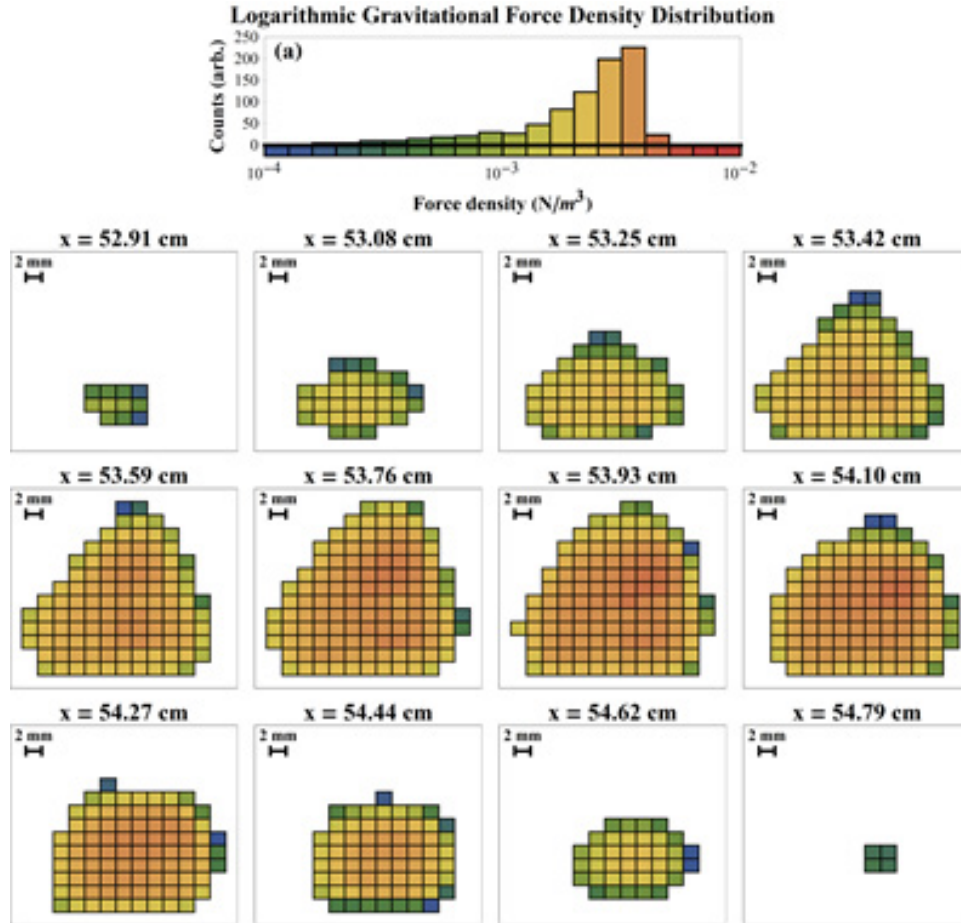 Logarithmic Gravitational Force Density Distribution
(a)
Counts (arb.)
250
200
150
100
50
0
10⁻⁴ 10⁻³ 10⁻²
Force density (N/m³)
x = 52.91 cm x = 53.08 cm x = 53.25 cm x = 53.42 cm
2 mm 2 mm 2 mm 2 mm
x = 53.59 cm x = 53.76 cm x = 53.93 cm x = 54.10 cm
2 mm 2 mm 2 mm 2 mm
x = 54.27 cm x = 54.44 cm x = 54.62 cm x = 54.79 cm
2 mm 2 mm 2 mm 2 mm